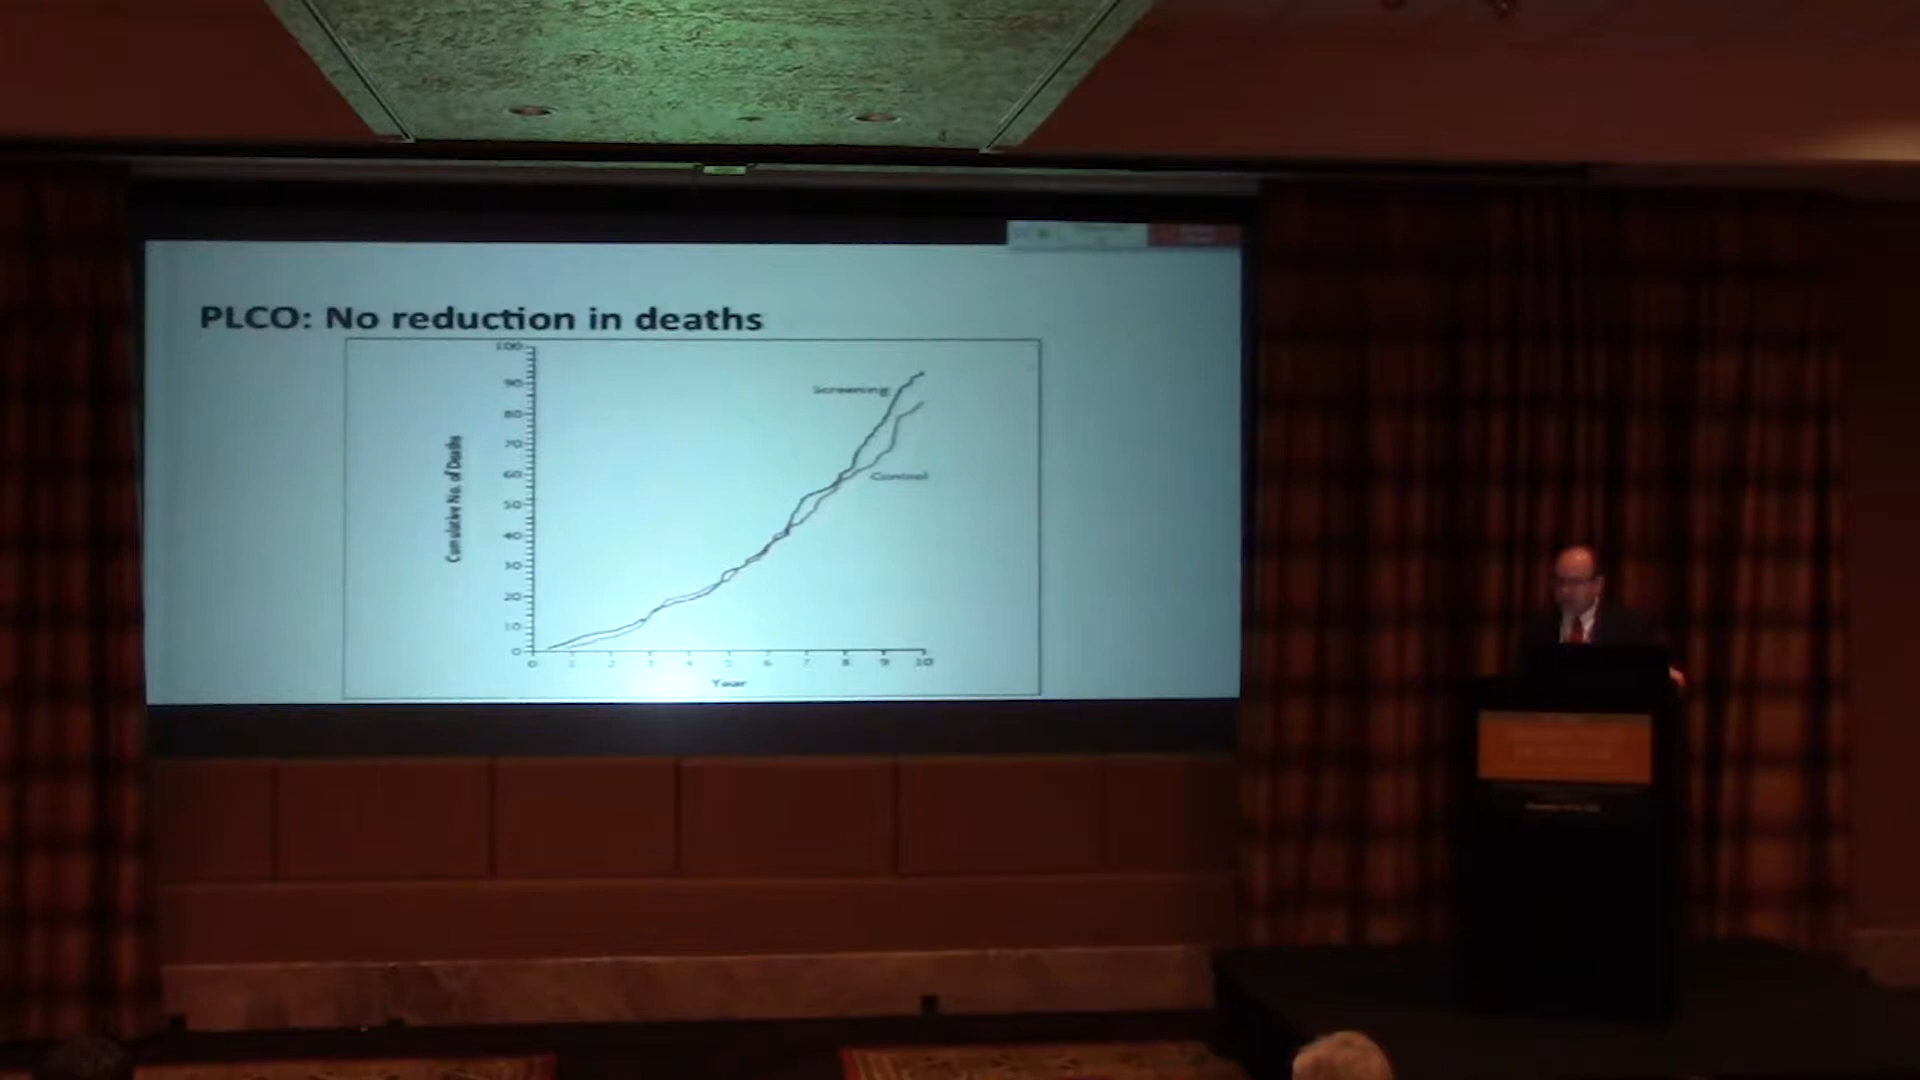 PLCO: No reduction in deaths
100
90
80
70
60
50
40
30
20
10
0
Cumulative No. of Deaths
Screening
Control
0 1 2 3 4 5 6 7 8 9 10
Year